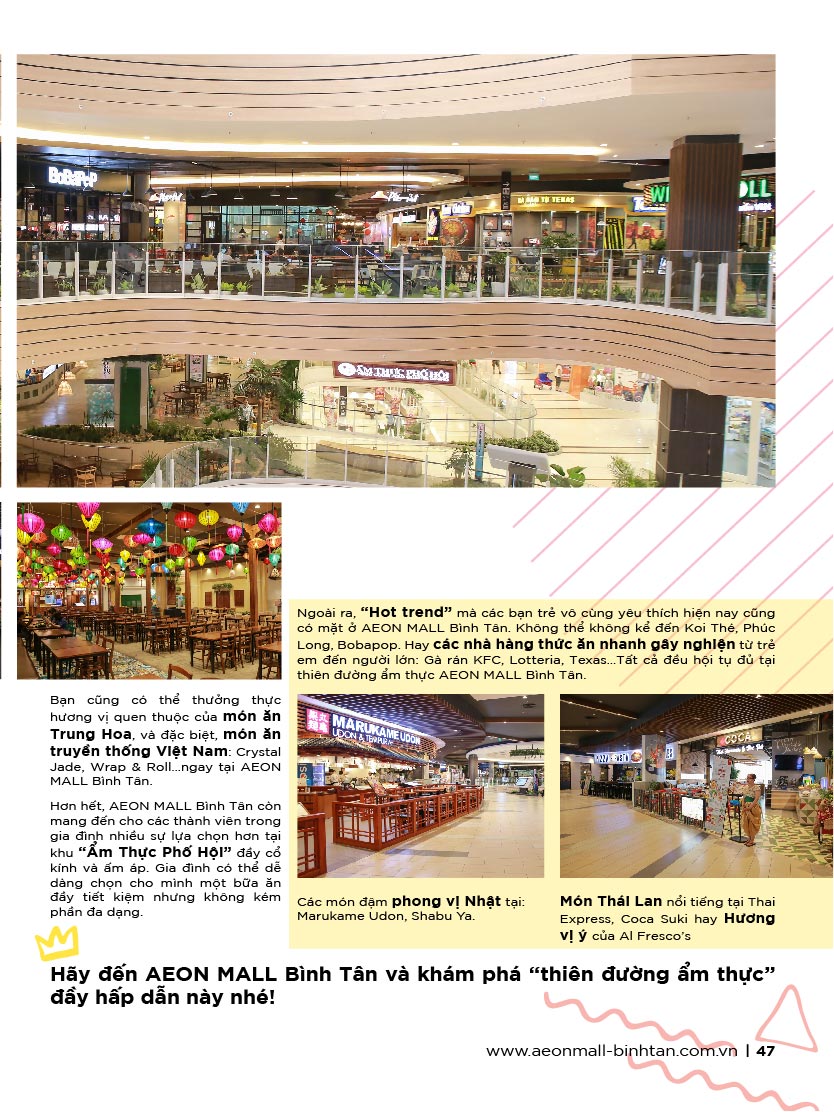 BoBaPoP
ẨM THỰC PHỐ HỘI
Ngoài ra, “Hot trend” mà các bạn trẻ vô cùng yêu thích hiện nay cũng
có mặt ở AEON MALL Bình Tân. Không thể không kể đến Koi Thé, Phúc
Long, Bobapop. Hay các nhà hàng thức ăn nhanh gây nghiện từ trẻ
em đến người lớn: Gà rán KFC, Lotteria, Texas...Tất cả đều hội tụ đủ tại
thiên đường ẩm thực AEON MALL Bình Tân.
Bạn cũng có thể thưởng thực
hương vị quen thuộc của món ăn
Trung Hoa, và đặc biệt, món ăn
truyền thống Việt Nam: Crystal
Jade, Wrap & Roll...ngay tại AEON
MALL Bình Tân.
Hơn hết, AEON MALL Bình Tân còn
mang đến cho các thành viên trong
gia đình nhiều sự lựa chọn hơn tại
khu “Ẩm Thực Phố Hội” đầy cổ
kính và ấm áp. Gia đình có thể dễ
dàng chọn cho mình một bữa ăn
đầy tiết kiệm nhưng không kém
phần đa dạng.
MARUKAME UDON
UDON & TEMPURA
COCA
Các món đậm phong vị Nhật tại:
Marukame Udon, Shabu Ya.
Món Thái Lan nổi tiếng tại Thai
Express, Coca Suki hay Hương
vị ý của Al Fresco’s
Hãy đến AEON MALL Bình Tân và khám phá “thiên đường ẩm thực”
đầy hấp dẫn này nhé!
www.aeonmall-binhtan.com.vn | 47